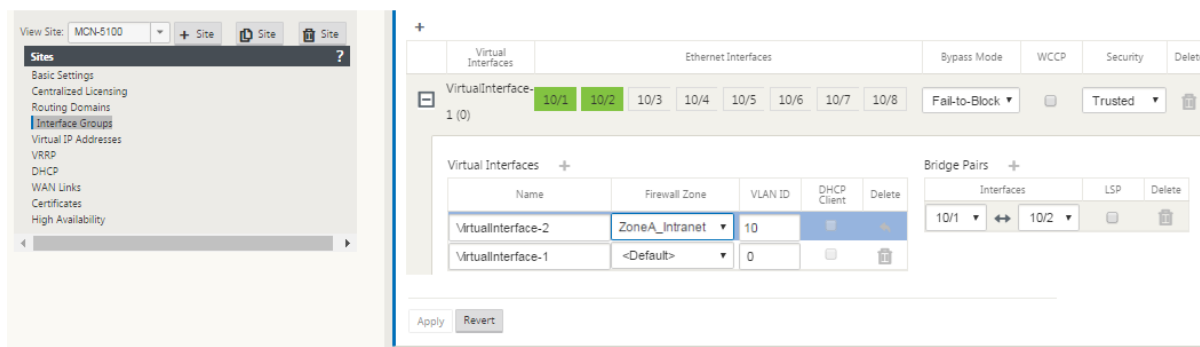 View Site: MCN-5100 + Site Site Site
Sites ?
Basic Settings
Centralized Licensing
Routing Domains
Interface Groups
Virtual IP Addresses
VRRP
DHCP
WAN Links
Certificates
High Availability
+
Virtual Interfaces Ethernet Interfaces Bypass Mode WCCP Security Delete
VirtualInterface-1 (0) 10/1 10/2 10/3 10/4 10/5 10/6 10/7 10/8 Fail-to-Block Trusted
Virtual Interfaces + Bridge Pairs +
Name Firewall Zone VLAN ID DHCP Client Delete Interfaces LSP Delete
VirtualInterface-2 ZoneA_Intranet 10 10/1 ↔ 10/2
VirtualInterface-1 <Default> 0
Apply Revert